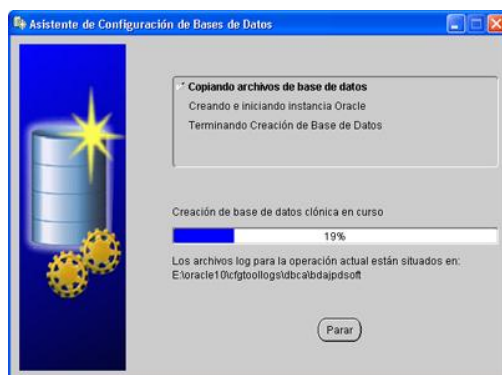 Asistente de Configuración de Bases de Datos
Copiando archivos de base de datos
Creando e iniciando instancia Oracle
Terminando Creación de Base de Datos
Creación de base de datos clónica en curso
19%
Los archivos log para la operación actual están situados en:
E:\oracle10\cfgtoollogs\dbca\bdajpdsoft
Parar